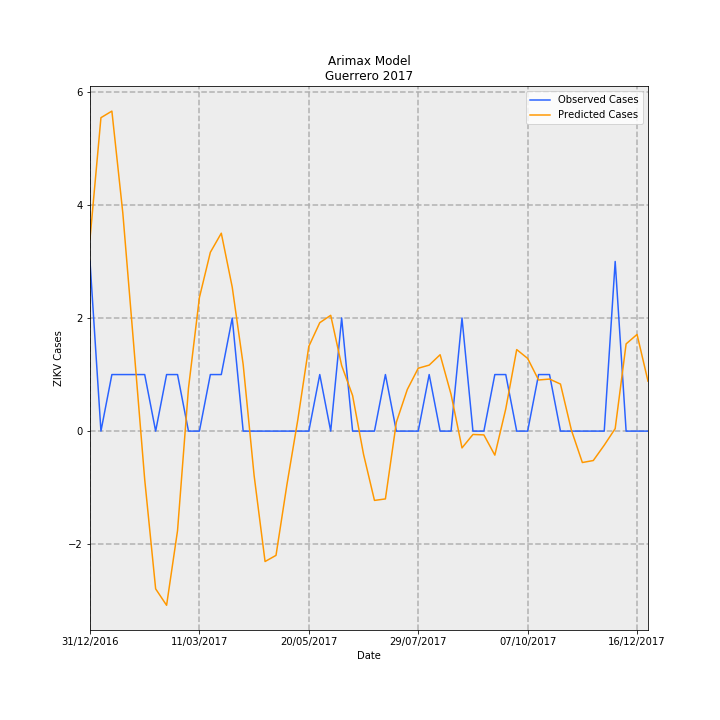 Arimax Model
Guerrero 2017
Observed Cases
Predicted Cases
6
4
2
0
−2
ZIKV Cases
31/12/2016 11/03/2017 20/05/2017 29/07/2017 07/10/2017 16/12/2017
Date